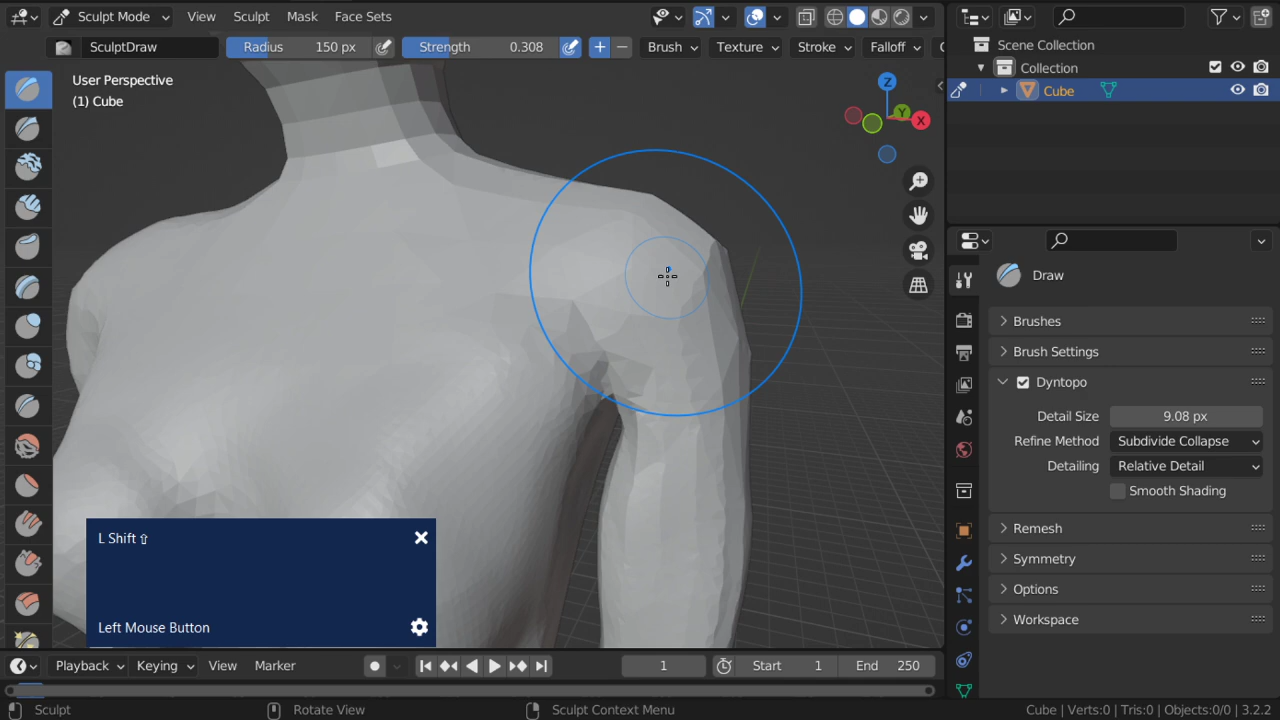 Sculpt Mode View Sculpt Mask Face Sets
SculptDraw Radius 150 px Strength 0.308 Brush Texture Stroke Falloff
User Perspective
(1) Cube
Z
Y
X
Scene Collection
Collection
Cube
Draw
Brushes
Brush Settings
Dyntopo
Detail Size 9.08 px
Refine Method Subdivide Collapse
Detailing Relative Detail
Smooth Shading
Remesh
Symmetry
Options
Workspace
L Shift ⇧
Left Mouse Button
Playback Keying View Marker 1 Start 1 End 250
Sculpt Rotate View Sculpt Context Menu Cube | Verts:0 | Tris:0 | Objects:0/0 | 3.2.2